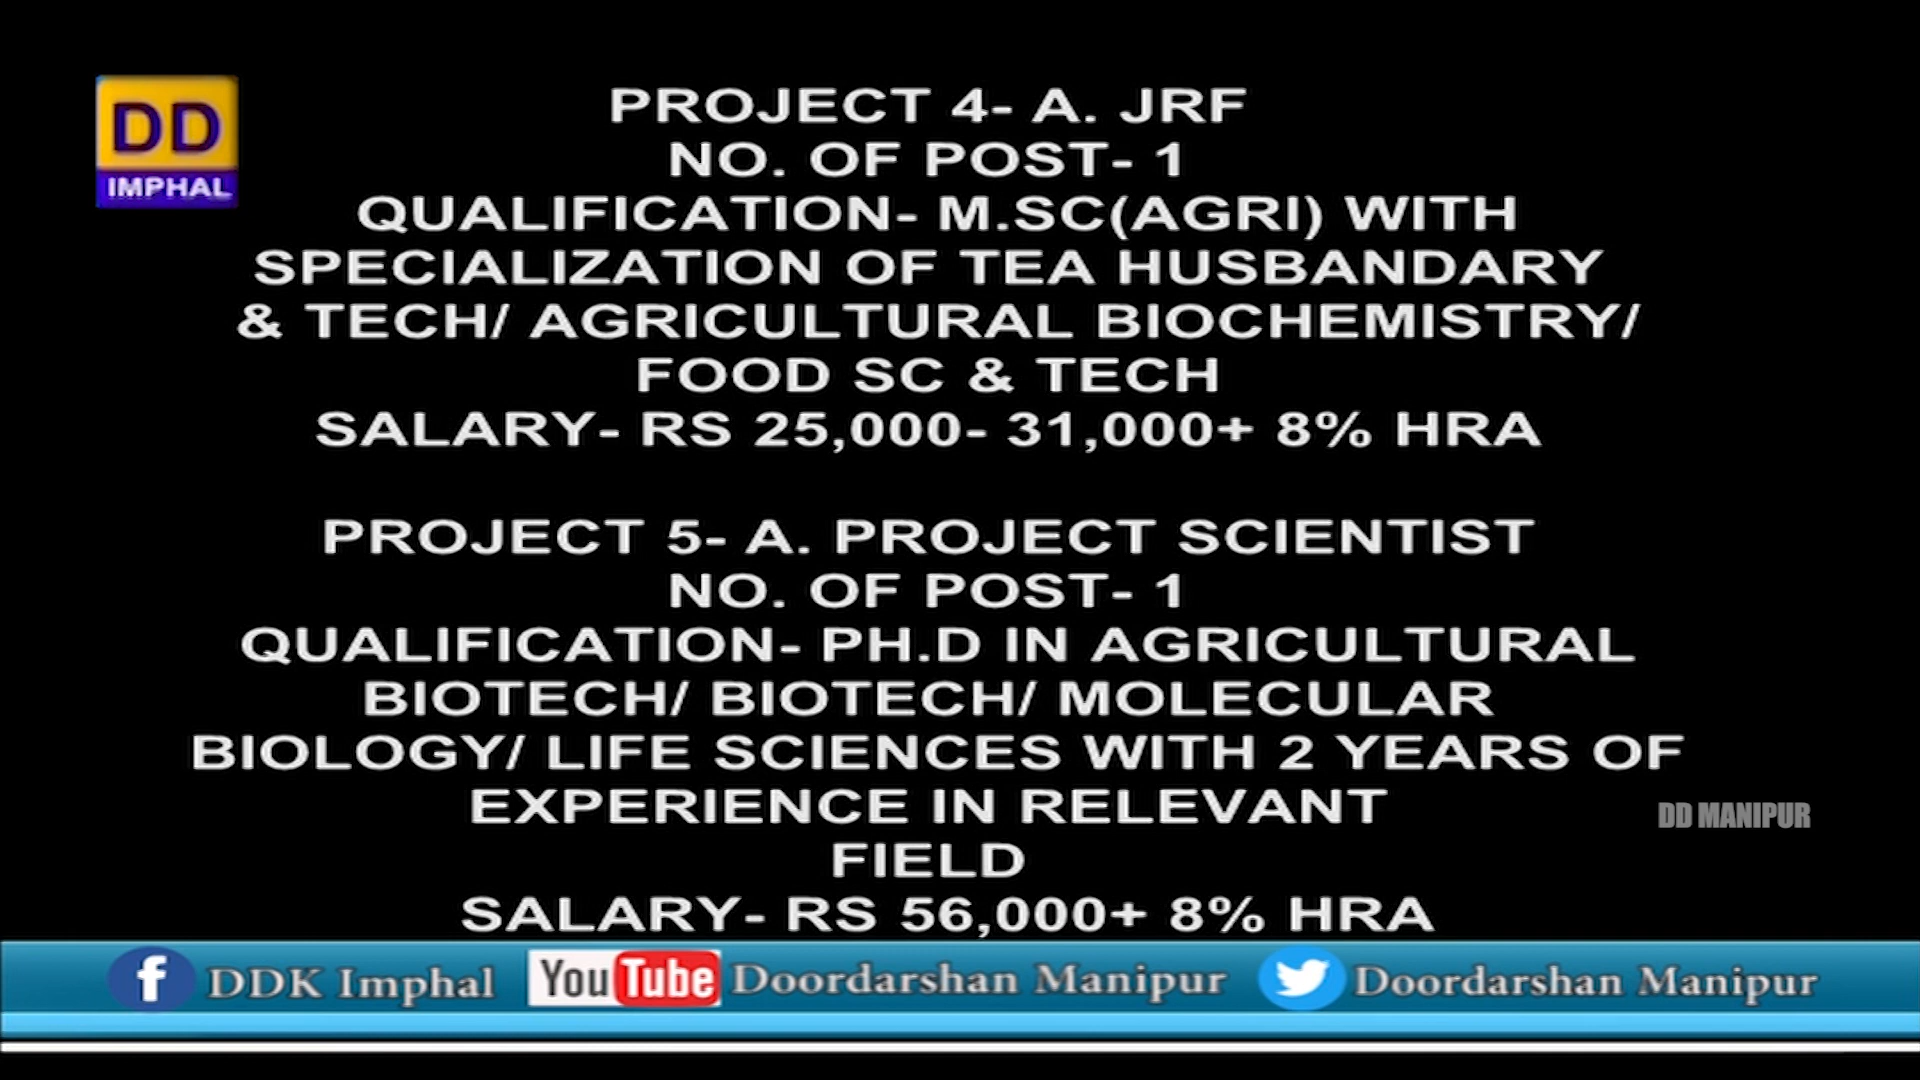 DD
IMPHAL
PROJECT 4- A. JRF
NO. OF POST- 1
QUALIFICATION- M.SC(AGRI) WITH
SPECIALIZATION OF TEA HUSBANDARY
& TECH/ AGRICULTURAL BIOCHEMISTRY/
FOOD SC & TECH
SALARY- RS 25,000- 31,000+ 8% HRA
PROJECT 5- A. PROJECT SCIENTIST
NO. OF POST- 1
QUALIFICATION- PH.D IN AGRICULTURAL
BIOTECH/ BIOTECH/ MOLECULAR
BIOLOGY/ LIFE SCIENCES WITH 2 YEARS OF
EXPERIENCE IN RELEVANT
FIELD
SALARY- RS 56,000+ 8% HRA
DD MANIPUR
f DDK Imphal YouTube Doordarshan Manipur Doordarshan Manipur